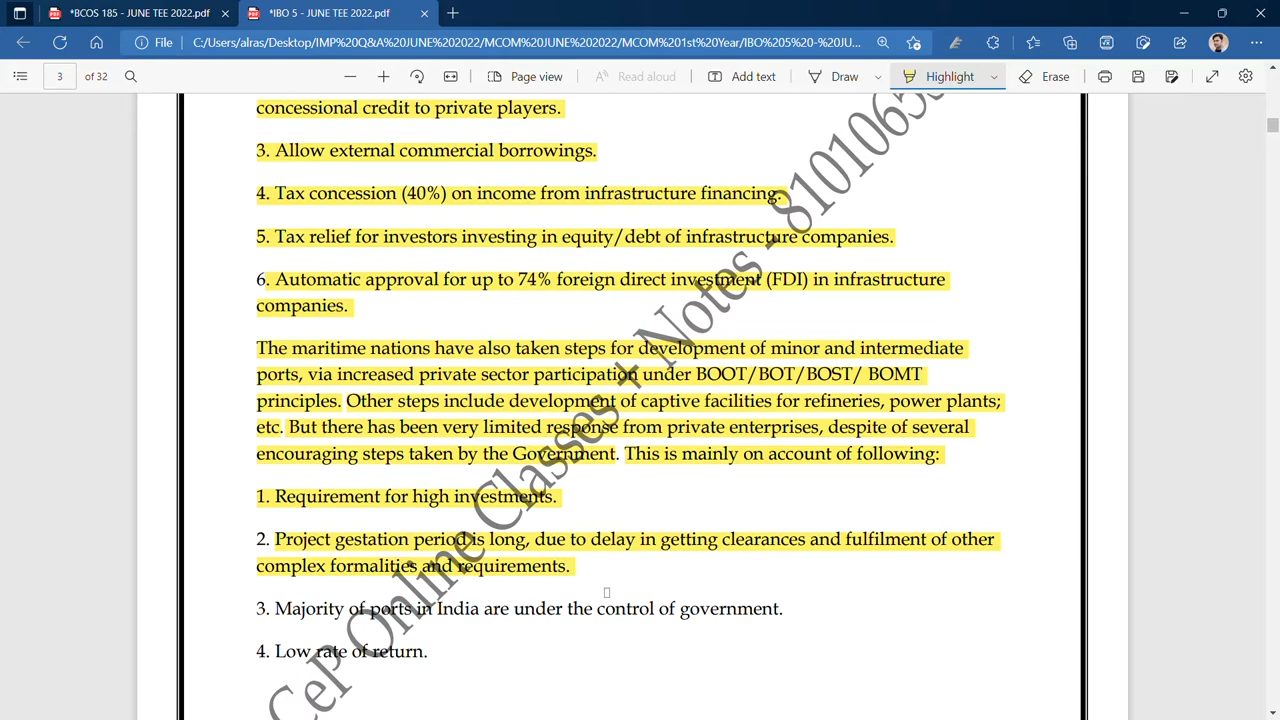 *BCOS 185 - JUNE TEE 2022.pdf
*IBO 5 - JUNE TEE 2022.pdf
File
C:/Users/alras/Desktop/IMP%20Q&A%20JUNE%202022/MCOM%20JUNE%202022/MCOM%201st%20Year/IBO%205%20-%20JU...
3 of 32
Page view
Read aloud
Add text
Draw
Highlight
Erase
concessional credit to private players.
3. Allow external commercial borrowings.
4. Tax concession (40%) on income from infrastructure financing.
5. Tax relief for investors investing in equity/debt of infrastructure companies.
6. Automatic approval for up to 74% foreign direct investment (FDI) in infrastructure
companies.
The maritime nations have also taken steps for development of minor and intermediate
ports, via increased private sector participation under BOOT/BOT/BOST/ BOMT
principles. Other steps include development of captive facilities for refineries, power plants;
etc. But there has been very limited response from private enterprises, despite of several
encouraging steps taken by the Government. This is mainly on account of following:
1. Requirement for high investments.
2. Project gestation period is long, due to delay in getting clearances and fulfilment of other
complex formalities and requirements.
3. Majority of ports in India are under the control of government.
4. Low rate of return.
CeP Online Classes + Notes - 8101065